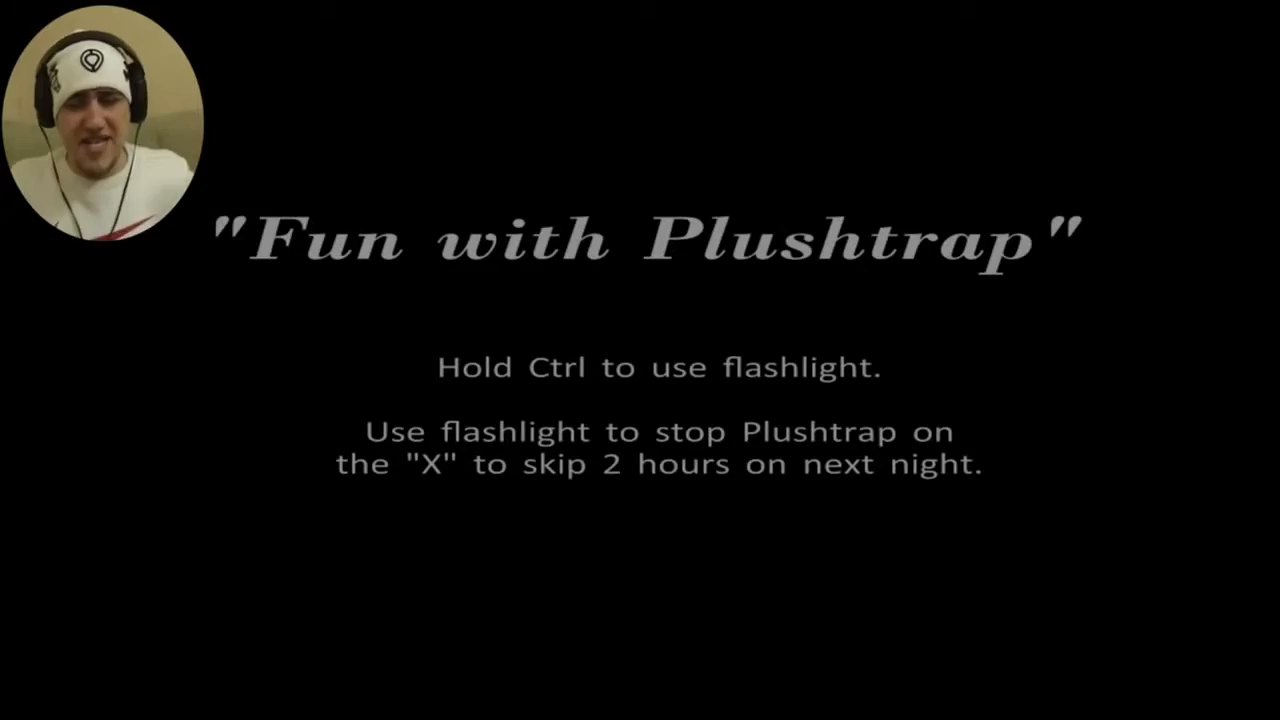 "Fun with Plushtrap"
Hold Ctrl to use flashlight.
Use flashlight to stop Plushtrap on
the "X" to skip 2 hours on next night.